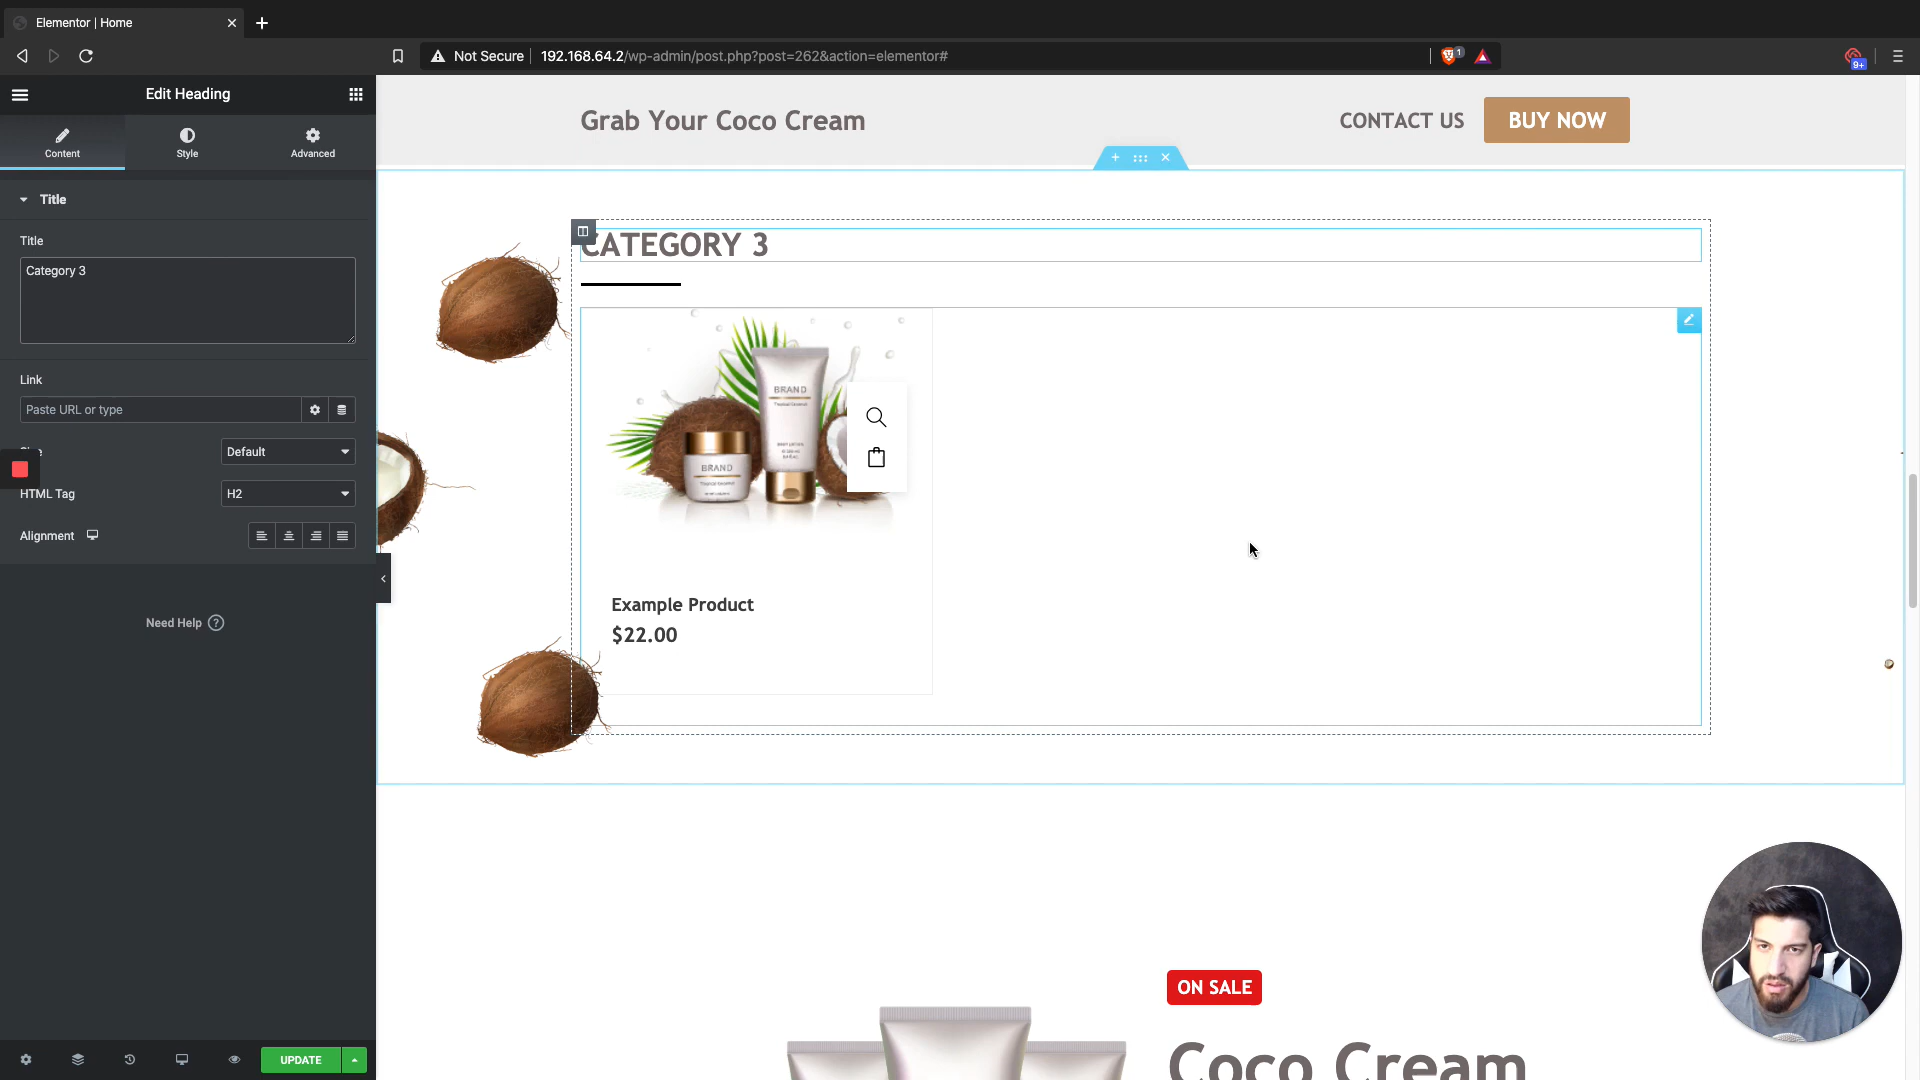 Elementor | Home
Not Secure 192.168.64.2/wp-admin/post.php?post=262&action=elementor#
1
9+
Edit Heading
Content
Style
Advanced
Title
Title
Category 3
Link
Paste URL or type
Default
HTML Tag
H2
Alignment
Need Help ?
UPDATE
Grab Your Coco Cream
CONTACT US
BUY NOW
CATEGORY 3
BRAND
BRAND
Example Product
$22.00
ON SALE
Coco Cream